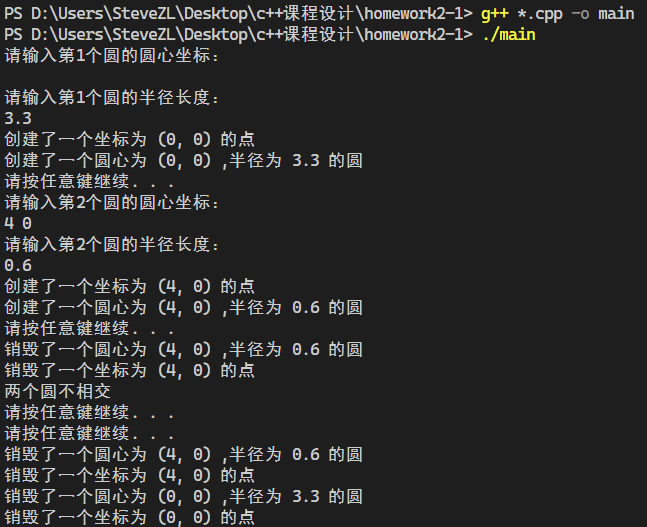 PS D:\Users\SteveZL\Desktop\c++课程设计\homework2-1> g++ *.cpp -o main
PS D:\Users\SteveZL\Desktop\c++课程设计\homework2-1> ./main
请输入第1个圆的圆心坐标：
请输入第1个圆的半径长度：
3.3
创建了一个坐标为 (0, 0) 的点
创建了一个圆心为 (0, 0) ,半径为 3.3 的圆
请按任意键继续. . .
请输入第2个圆的圆心坐标：
4 0
请输入第2个圆的半径长度：
0.6
创建了一个坐标为 (4, 0) 的点
创建了一个圆心为 (4, 0) ,半径为 0.6 的圆
请按任意键继续. . .
销毁了一个圆心为 (4, 0) ,半径为 0.6 的圆
销毁了一个坐标为 (4, 0) 的点
两个圆不相交
请按任意键继续. . .
请按任意键继续. . .
销毁了一个圆心为 (4, 0) ,半径为 0.6 的圆
销毁了一个坐标为 (4, 0) 的点
销毁了一个圆心为 (0, 0) ,半径为 3.3 的圆
销毁了一个坐标为 (0, 0) 的点